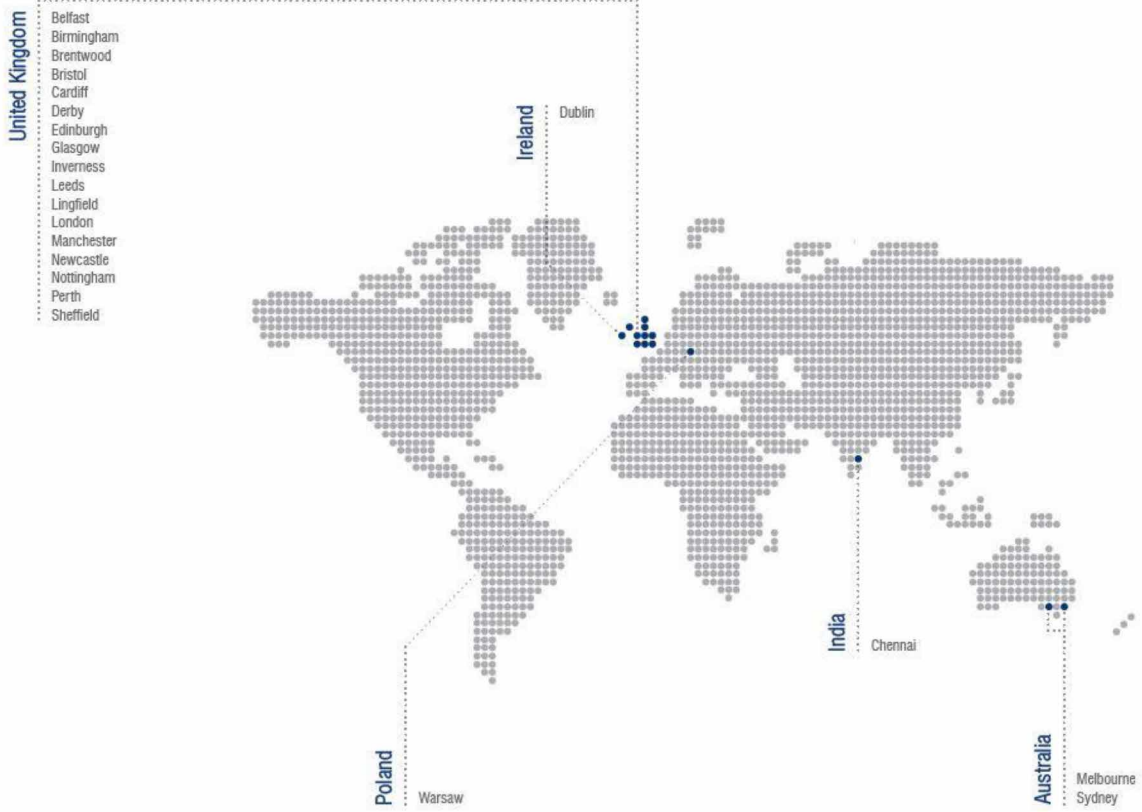 United Kingdom
Belfast
Birmingham
Brentwood
Bristol
Cardiff
Derby
Edinburgh
Glasgow
Inverness
Leeds
Lingfield
London
Manchester
Newcastle
Nottingham
Perth
Sheffield
Ireland
Dublin
India
Chennai
Poland
Warsaw
Australia
Melbourne
Sydney